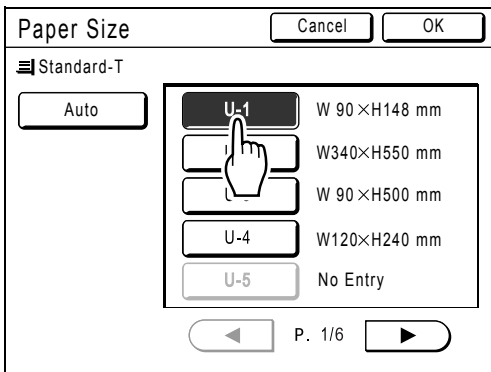 Paper Size Cancel OK
Standard-T
Auto
U-1 W 90×H148 mm
W340×H550 mm
W 90×H500 mm
U-4 W120×H240 mm
U-5 No Entry
P. 1/6